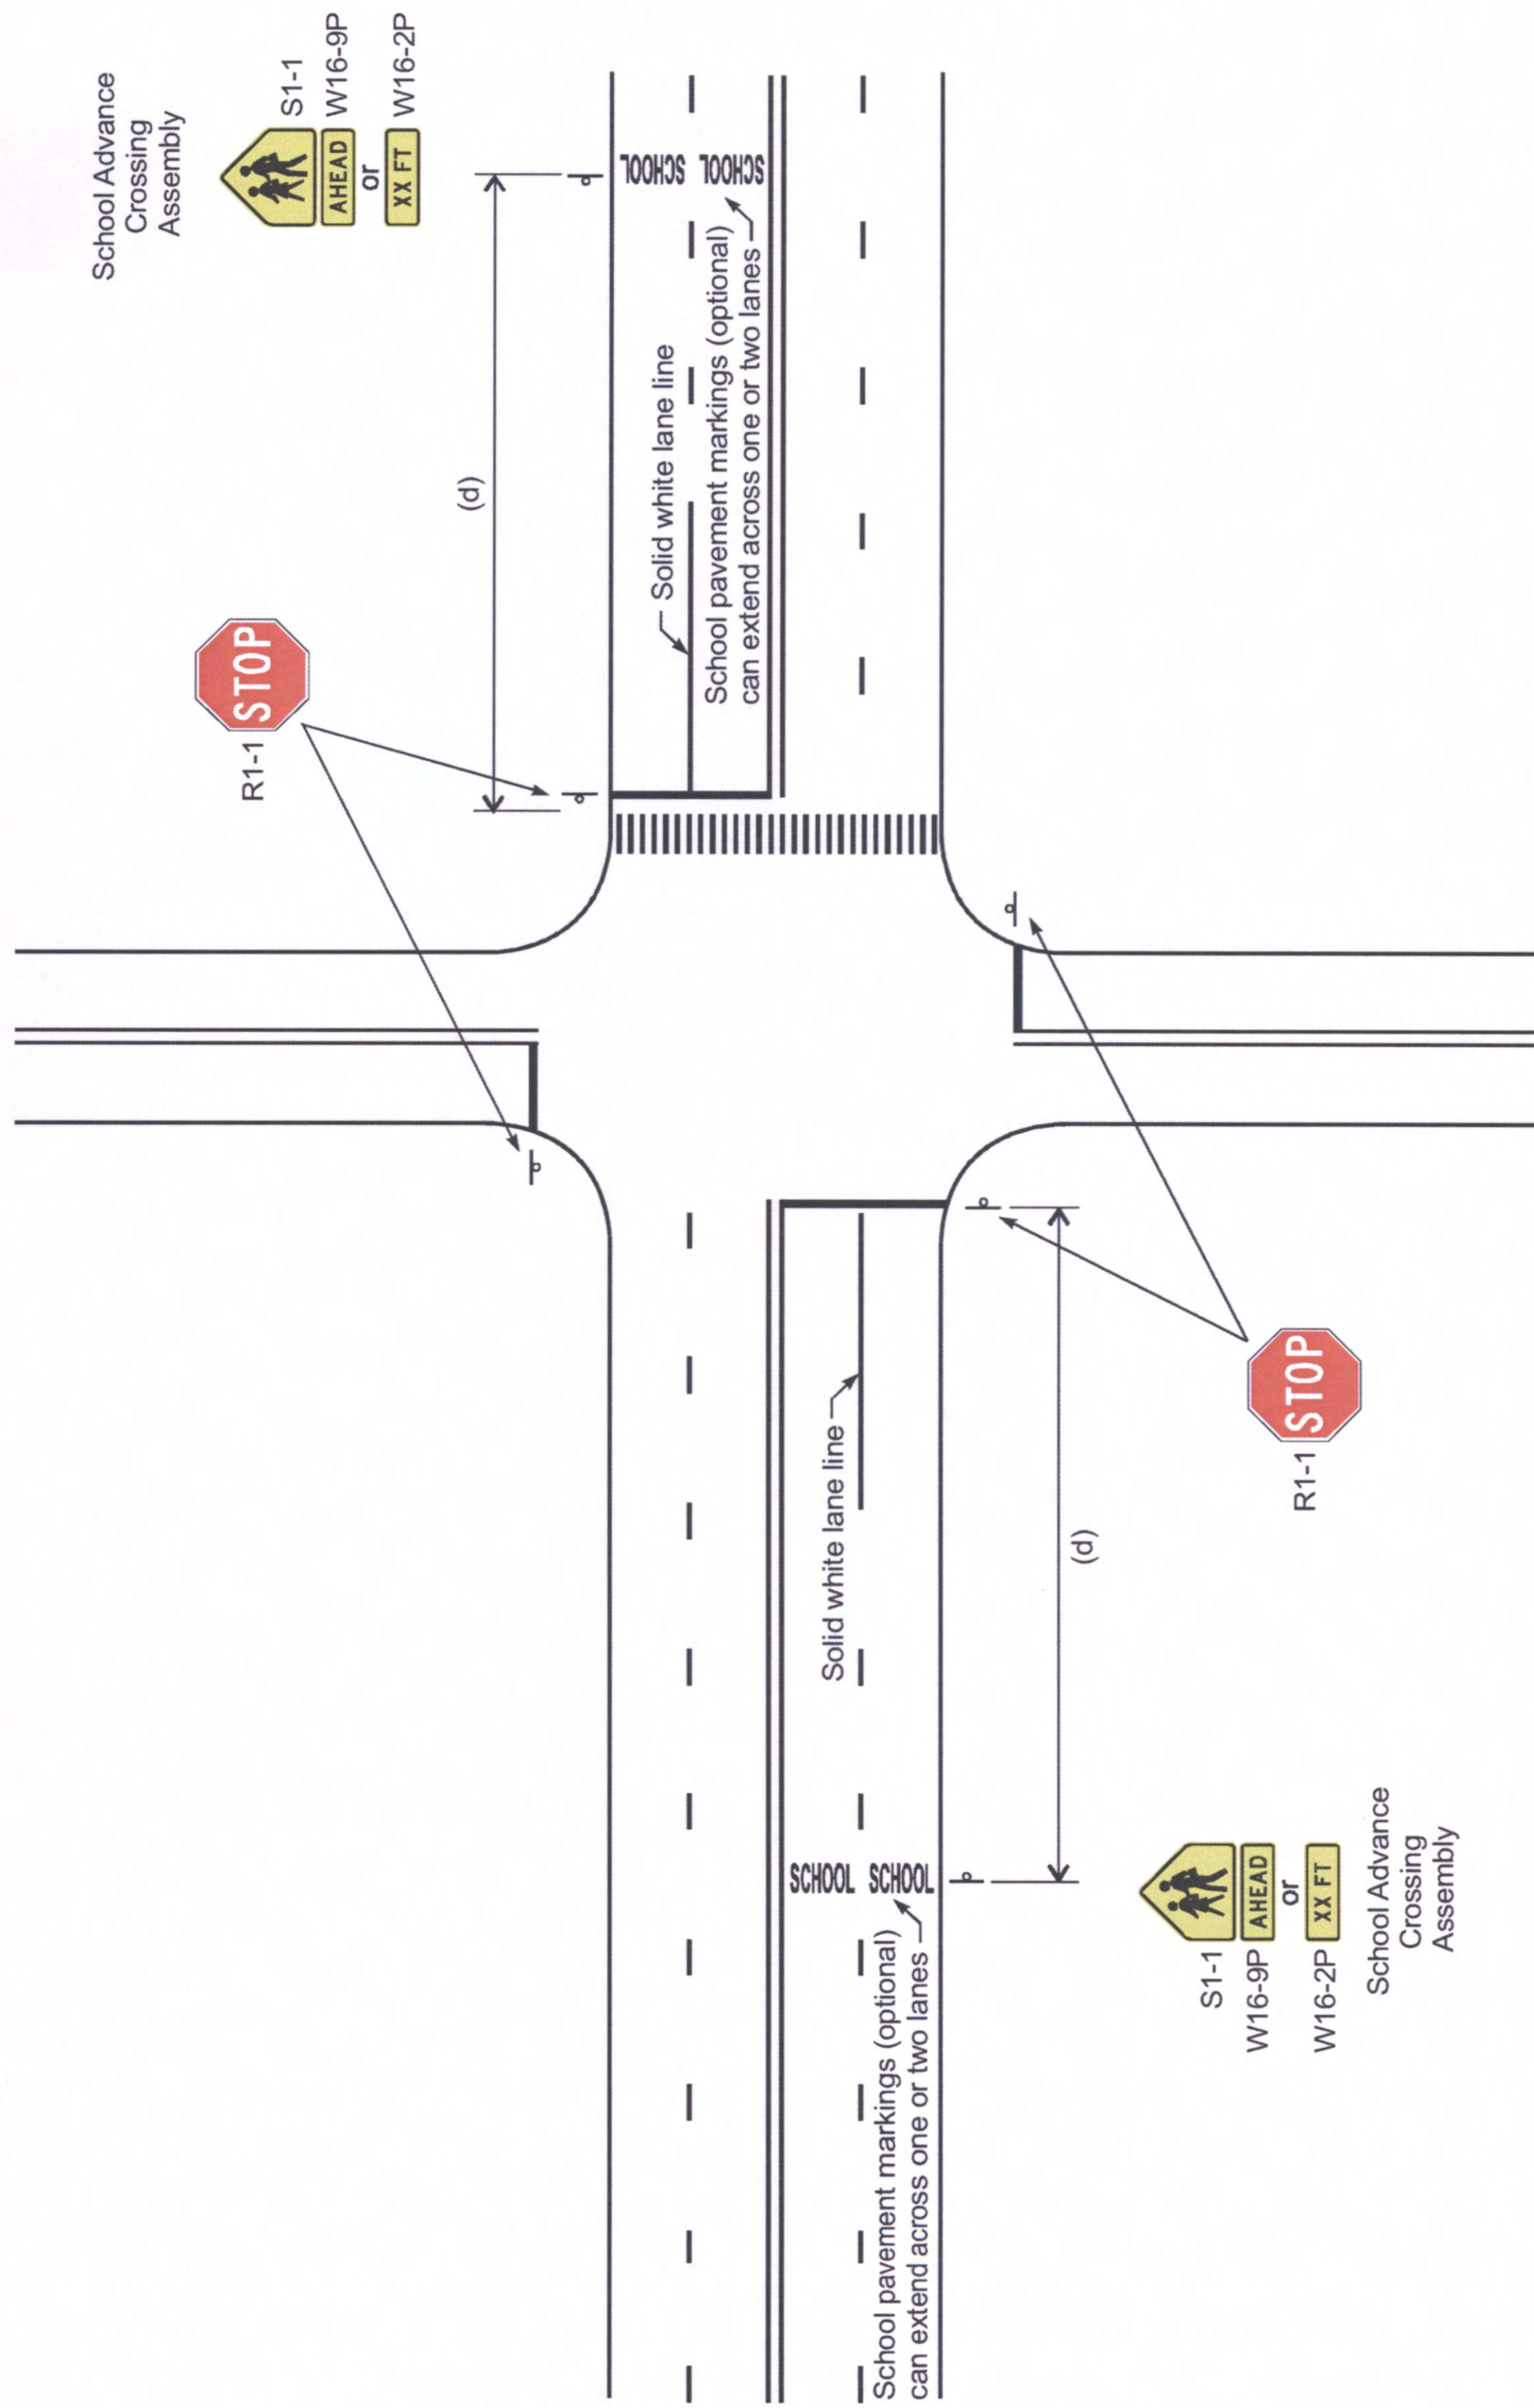 School Advance
Crossing
Assembly
S1-1
AHEAD
W16-9P
or
XX FT
W16-2P
R1-1
STOP
(d)
SCHOOL
SCHOOL
Solid white lane line
School pavement markings (optional)
can extend across one or two lanes
Solid white lane line
SCHOOL
SCHOOL
School pavement markings (optional)
can extend across one or two lanes
(d)
R1-1
STOP
S1-1
W16-9P
AHEAD
or
W16-2P
XX FT
School Advance
Crossing
Assembly